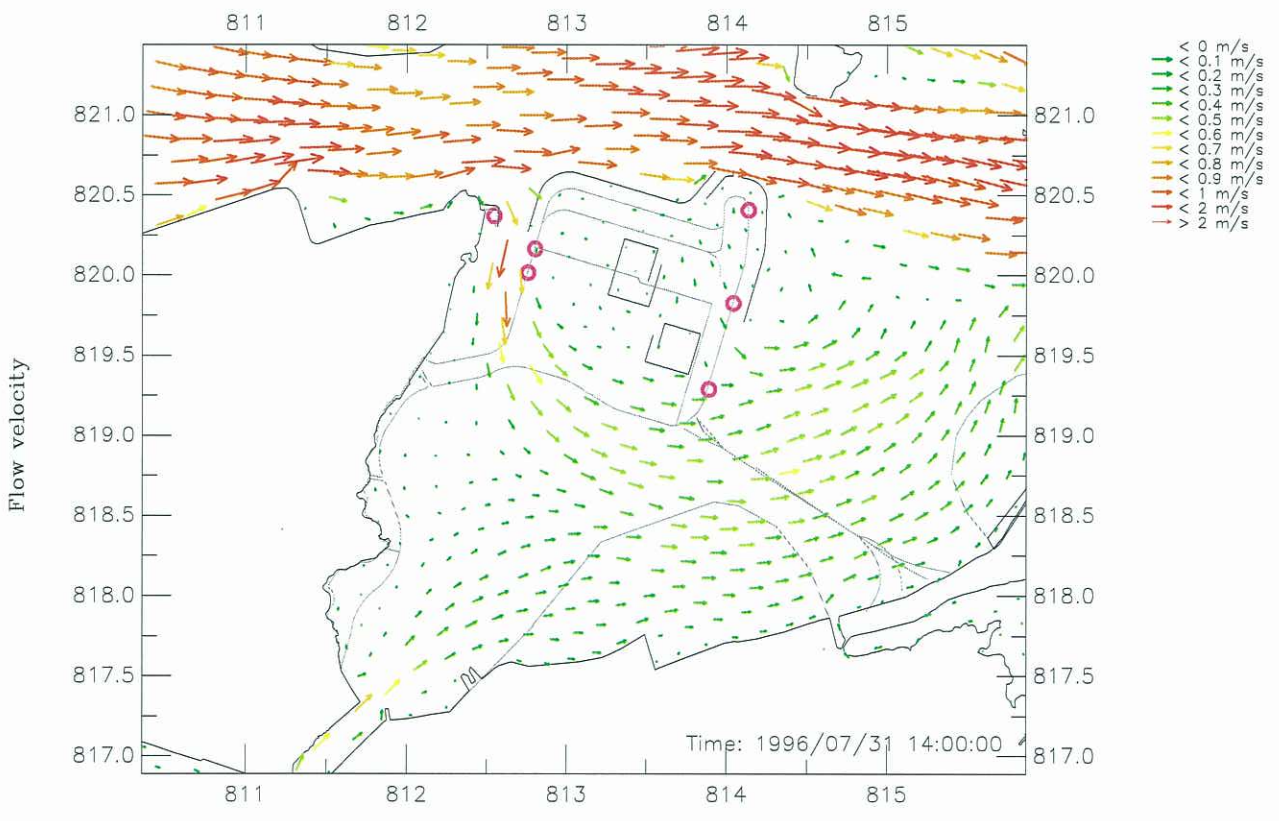 811 812 813 814 815
< 0 m/s
< 0.1 m/s
< 0.2 m/s
< 0.3 m/s
< 0.4 m/s
< 0.5 m/s
< 0.6 m/s
< 0.7 m/s
< 0.8 m/s
< 0.9 m/s
< 1 m/s
< 2 m/s
> 2 m/s
821.0 821.0
820.5 820.5
820.0 820.0
819.5 819.5
Flow velocity
819.0 819.0
818.5 818.5
818.0 818.0
817.5 817.5
Time: 1996/07/31 14:00:00
817.0 817.0
811 812 813 814 815